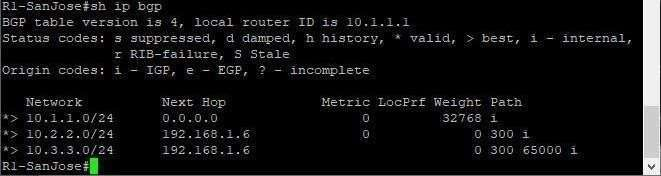 R1-SanJose#sh ip bgp
BGP table version is 4, local router ID is 10.1.1.1
Status codes: s suppressed, d damped, h history, * valid, > best, i - internal,
              r RIB-failure, S Stale
Origin codes: i - IGP, e - EGP, ? - incomplete

   Network          Next Hop            Metric LocPrf Weight Path
*> 10.1.1.0/24      0.0.0.0                  0         32768 i
*> 10.2.2.0/24      192.168.1.6              0             0 300 i
*> 10.3.3.0/24      192.168.1.6                            0 300 65000 i
R1-SanJose#